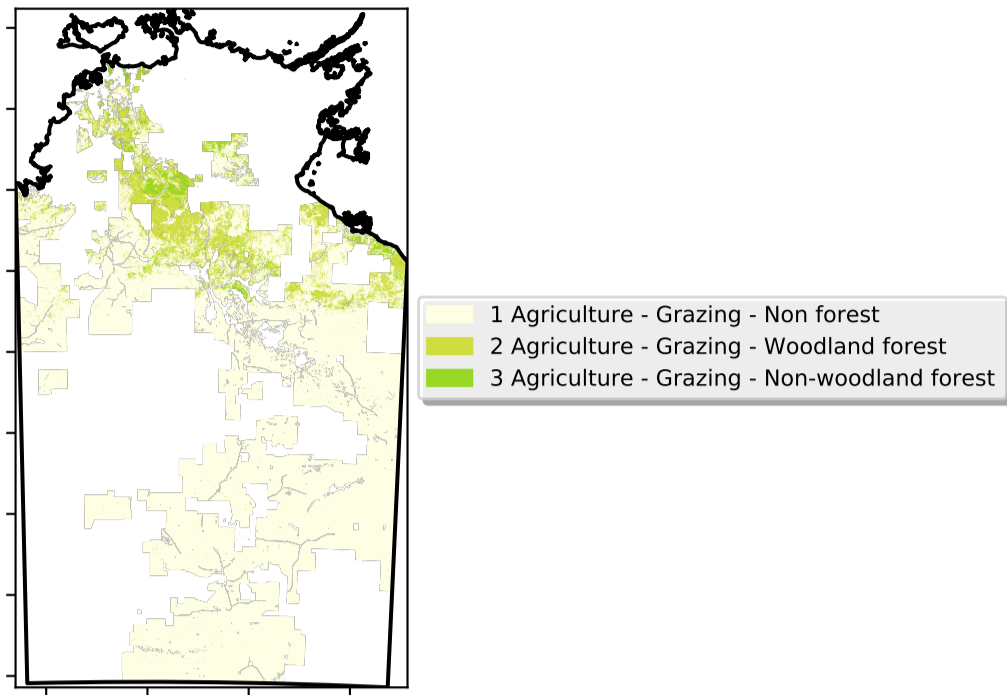 1 Agriculture - Grazing - Non forest
2 Agriculture - Grazing - Woodland forest
3 Agriculture - Grazing - Non-woodland forest